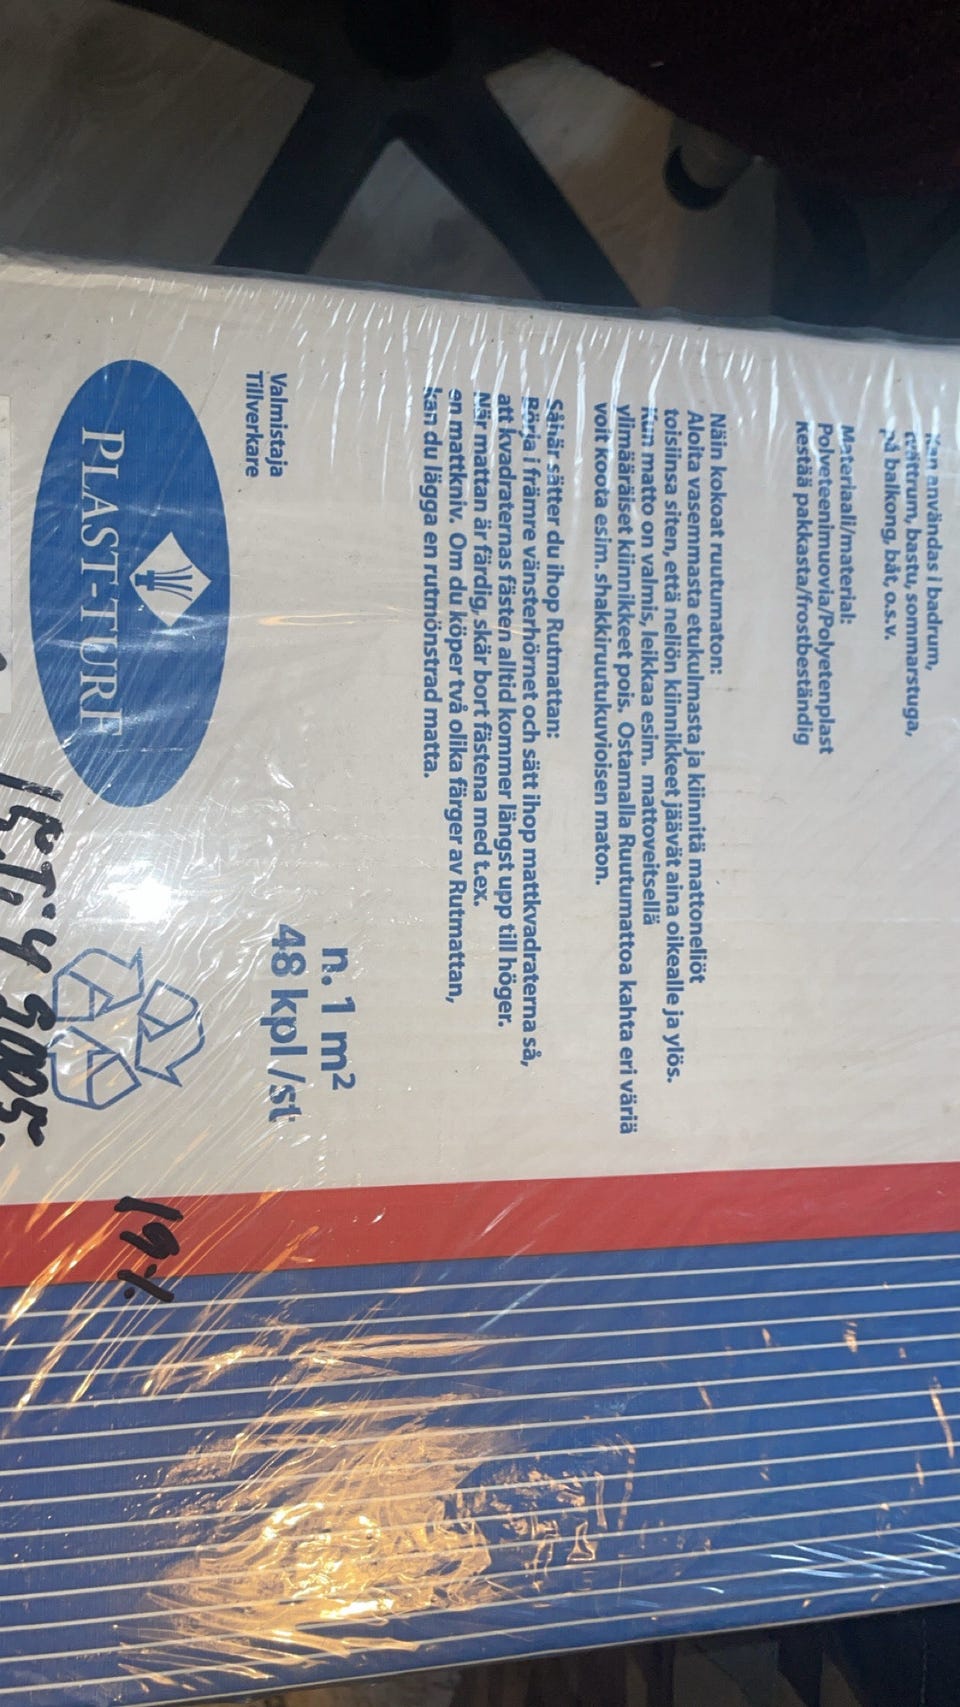 Kan användas i badrum,
tvättrum, bastu, sommarstuga,
på balkong, båt, o.s.v.
Materiaali/material:
Polyeteenimuovia/Polyetenplast
Kestää pakkasta/frostbeständig
Näin kokoat ruutumaton:
Aloita vasemmasta etukulmasta ja kiinnitä mattoneliöt
toisiinsa siten, että neliön kiinnikkeet jäävät aina oikealle ja ylös.
Kun matto on valmis, leikkaa esim. mattoveitsellä
ylimääräiset kiinnikkeet pois. Ostamalla Ruutumattoa kahta eri väriä
voit koota esim. shakkiruutukuvioisen maton.
Såhär sätter du ihop Rutmattan:
Börja i främre vänsterhörnet och sätt ihop mattkvadraterna så,
att kvadraternas fästen alltid kommer längst upp till höger.
När mattan är färdig, skär bort fästena med t.ex.
en mattkniv. Om du köper två olika färger av Rutmattan,
kan du lägga en rutmönstrad matta.
n. 1 m²
48 kpl/st
Valmistaja
Tillverkare
PLAST-TURF
19%